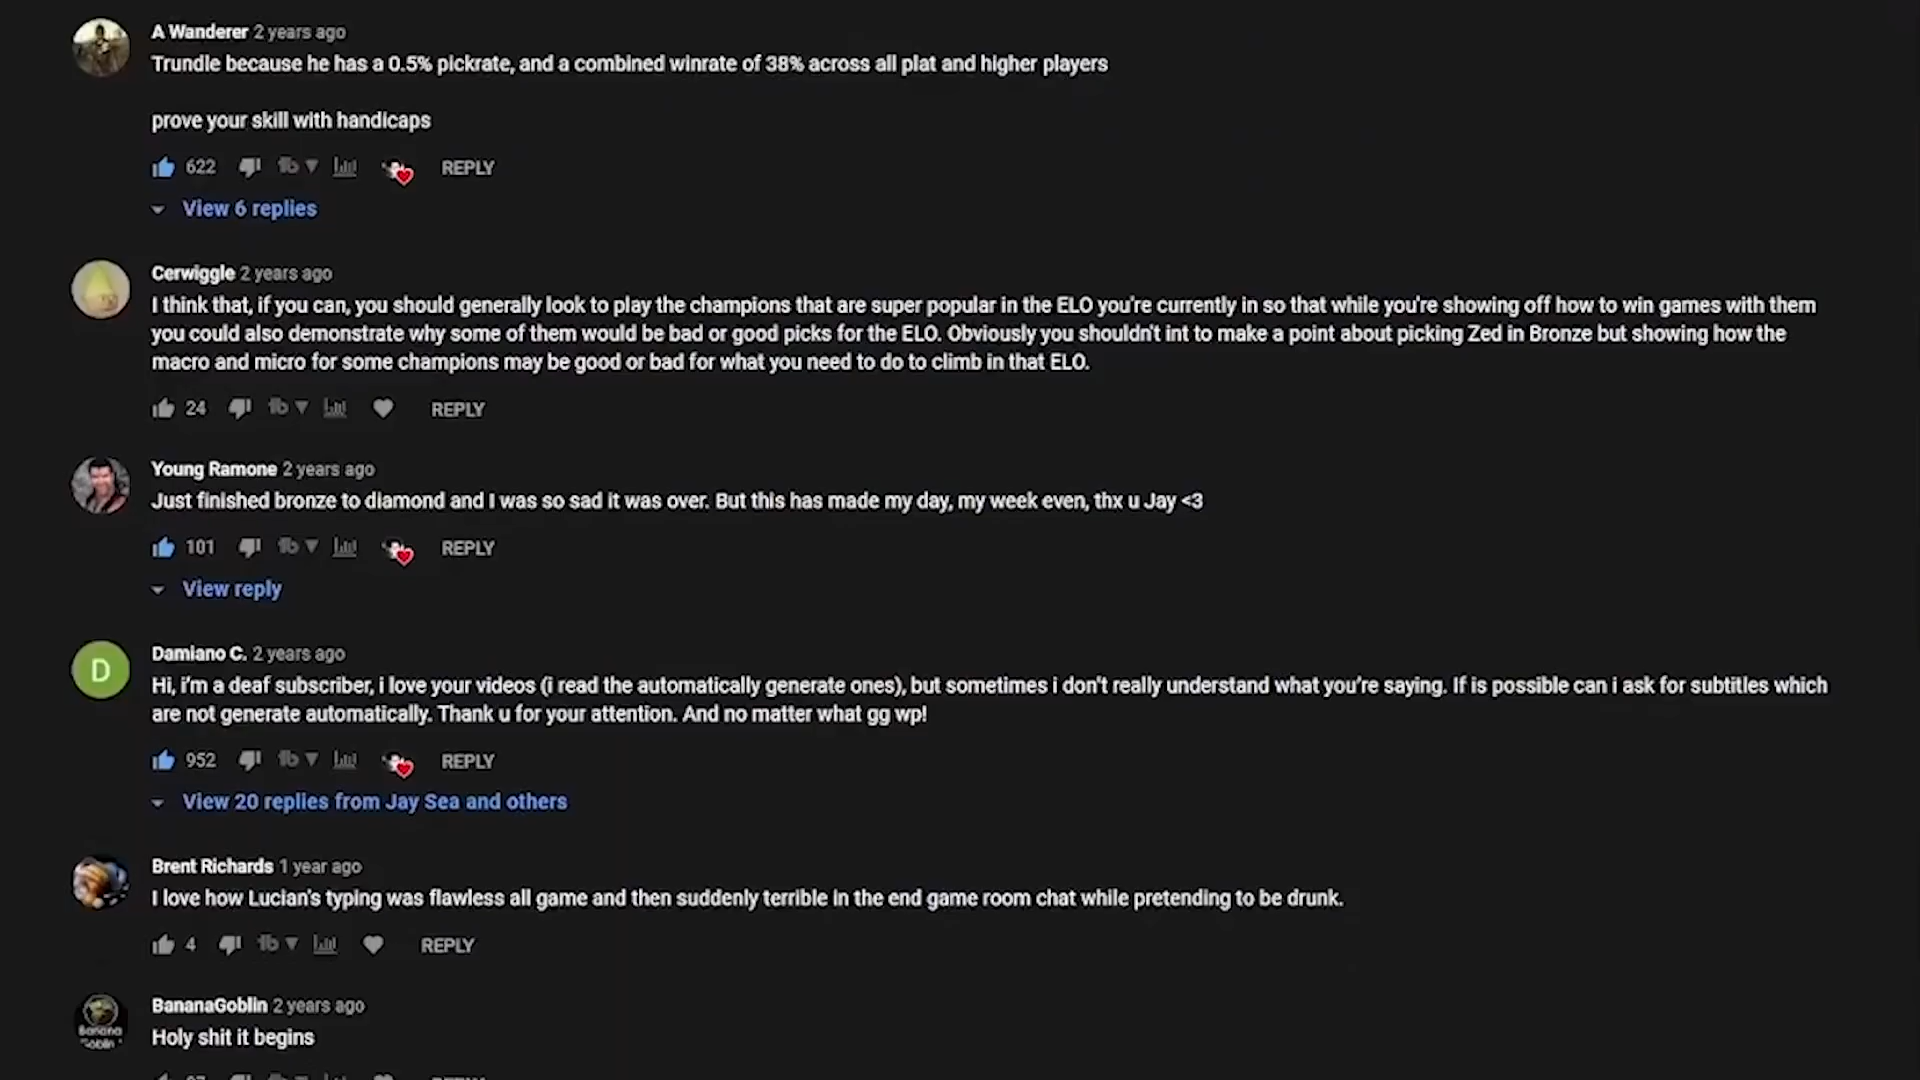 A Wanderer 2 years ago
Trundle because he has a 0.5% pickrate, and a combined winrate of 38% across all plat and higher players
prove your skill with handicaps
622 REPLY
View 6 replies
Cerwiggle 2 years ago
I think that, if you can, you should generally look to play the champions that are super popular in the ELO you're currently in so that while you're showing off how to win games with them
you could also demonstrate why some of them would be bad or good picks for the ELO. Obviously you shouldn't int to make a point about picking Zed in Bronze but showing how the
macro and micro for some champions may be good or bad for what you need to do to climb in that ELO.
24 REPLY
Young Ramone 2 years ago
Just finished bronze to diamond and I was so sad it was over. But this has made my day, my week even, thx u Jay <3
101 REPLY
View reply
D
Damiano C. 2 years ago
Hi, i'm a deaf subscriber, i love your videos (i read the automatically generate ones), but sometimes i don't really understand what you're saying. If is possible can i ask for subtitles which
are not generate automatically. Thank u for your attention. And no matter what gg wp!
952 REPLY
View 20 replies from Jay Sea and others
Brent Richards 1 year ago
I love how Lucian's typing was flawless all game and then suddenly terrible in the end game room chat while pretending to be drunk.
4 REPLY
Banana
Goblin
BananaGoblin 2 years ago
Holy shit it begins